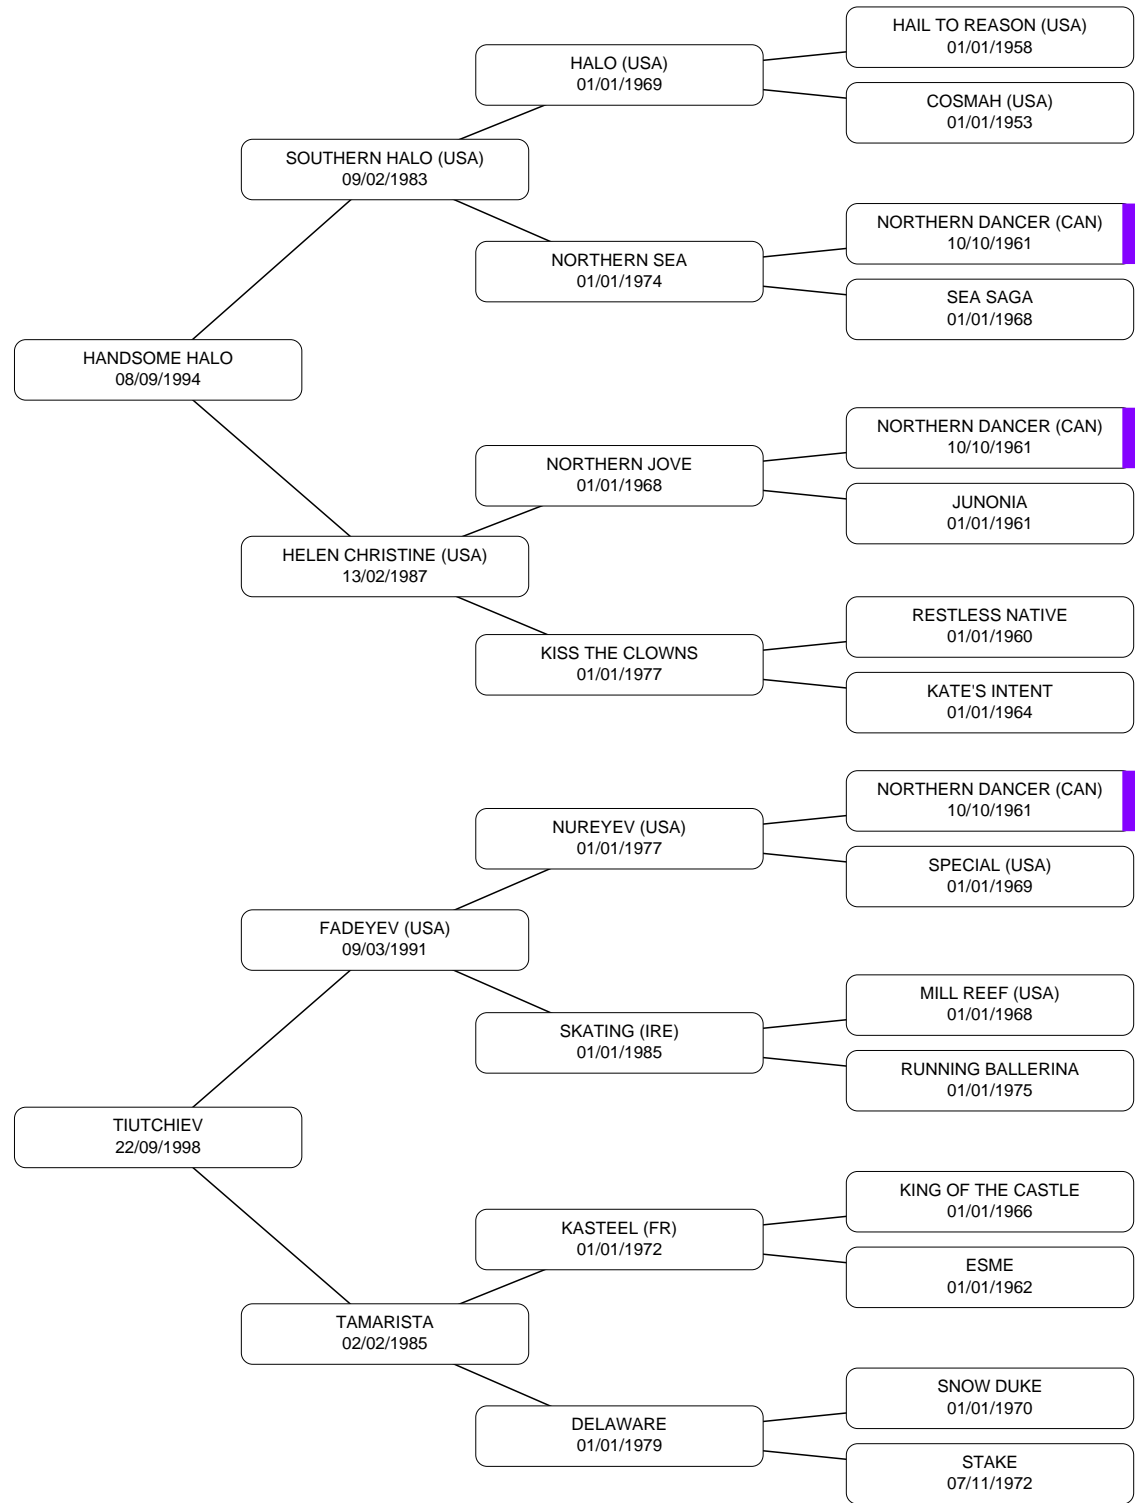 HAIL TO REASON (USA)
01/01/1958
HALO (USA)
01/01/1969
COSMAH (USA)
01/01/1953
SOUTHERN HALO (USA)
09/02/1983
NORTHERN DANCER (CAN)
10/10/1961
NORTHERN SEA
01/01/1974
SEA SAGA
01/01/1968
HANDSOME HALO
08/09/1994
NORTHERN DANCER (CAN)
10/10/1961
NORTHERN JOVE
01/01/1968
JUNONIA
01/01/1961
HELEN CHRISTINE (USA)
13/02/1987
RESTLESS NATIVE
01/01/1960
KISS THE CLOWNS
01/01/1977
KATE'S INTENT
01/01/1964
NORTHERN DANCER (CAN)
10/10/1961
NUREYEV (USA)
01/01/1977
SPECIAL (USA)
01/01/1969
FADEYEV (USA)
09/03/1991
MILL REEF (USA)
01/01/1968
SKATING (IRE)
01/01/1985
RUNNING BALLERINA
01/01/1975
TIUTCHIEV
22/09/1998
KING OF THE CASTLE
01/01/1966
KASTEEL (FR)
01/01/1972
ESME
01/01/1962
TAMARISTA
02/02/1985
SNOW DUKE
01/01/1970
DELAWARE
01/01/1979
STAKE
07/11/1972